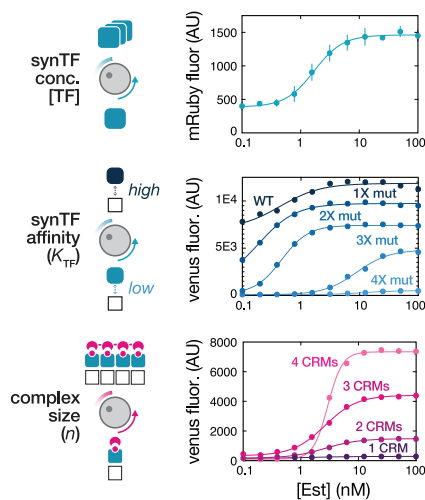 synTF
conc.
[TF]
mRuby fluor (AU)
1500
1000
500
0
0.1
1
10
100
synTF
affinity
(KTF)
high
low
venus fluor. (AU)
1E4
5E3
0
WT
1X mut
2X mut
3X mut
4X mut
0.1
1
10
100
complex
size
(n)
venus fluor. (AU)
8000
6000
4000
2000
0
4 CRMs
3 CRMs
2 CRMs
1 CRM
0.1
1
10
100
[Est] (nM)